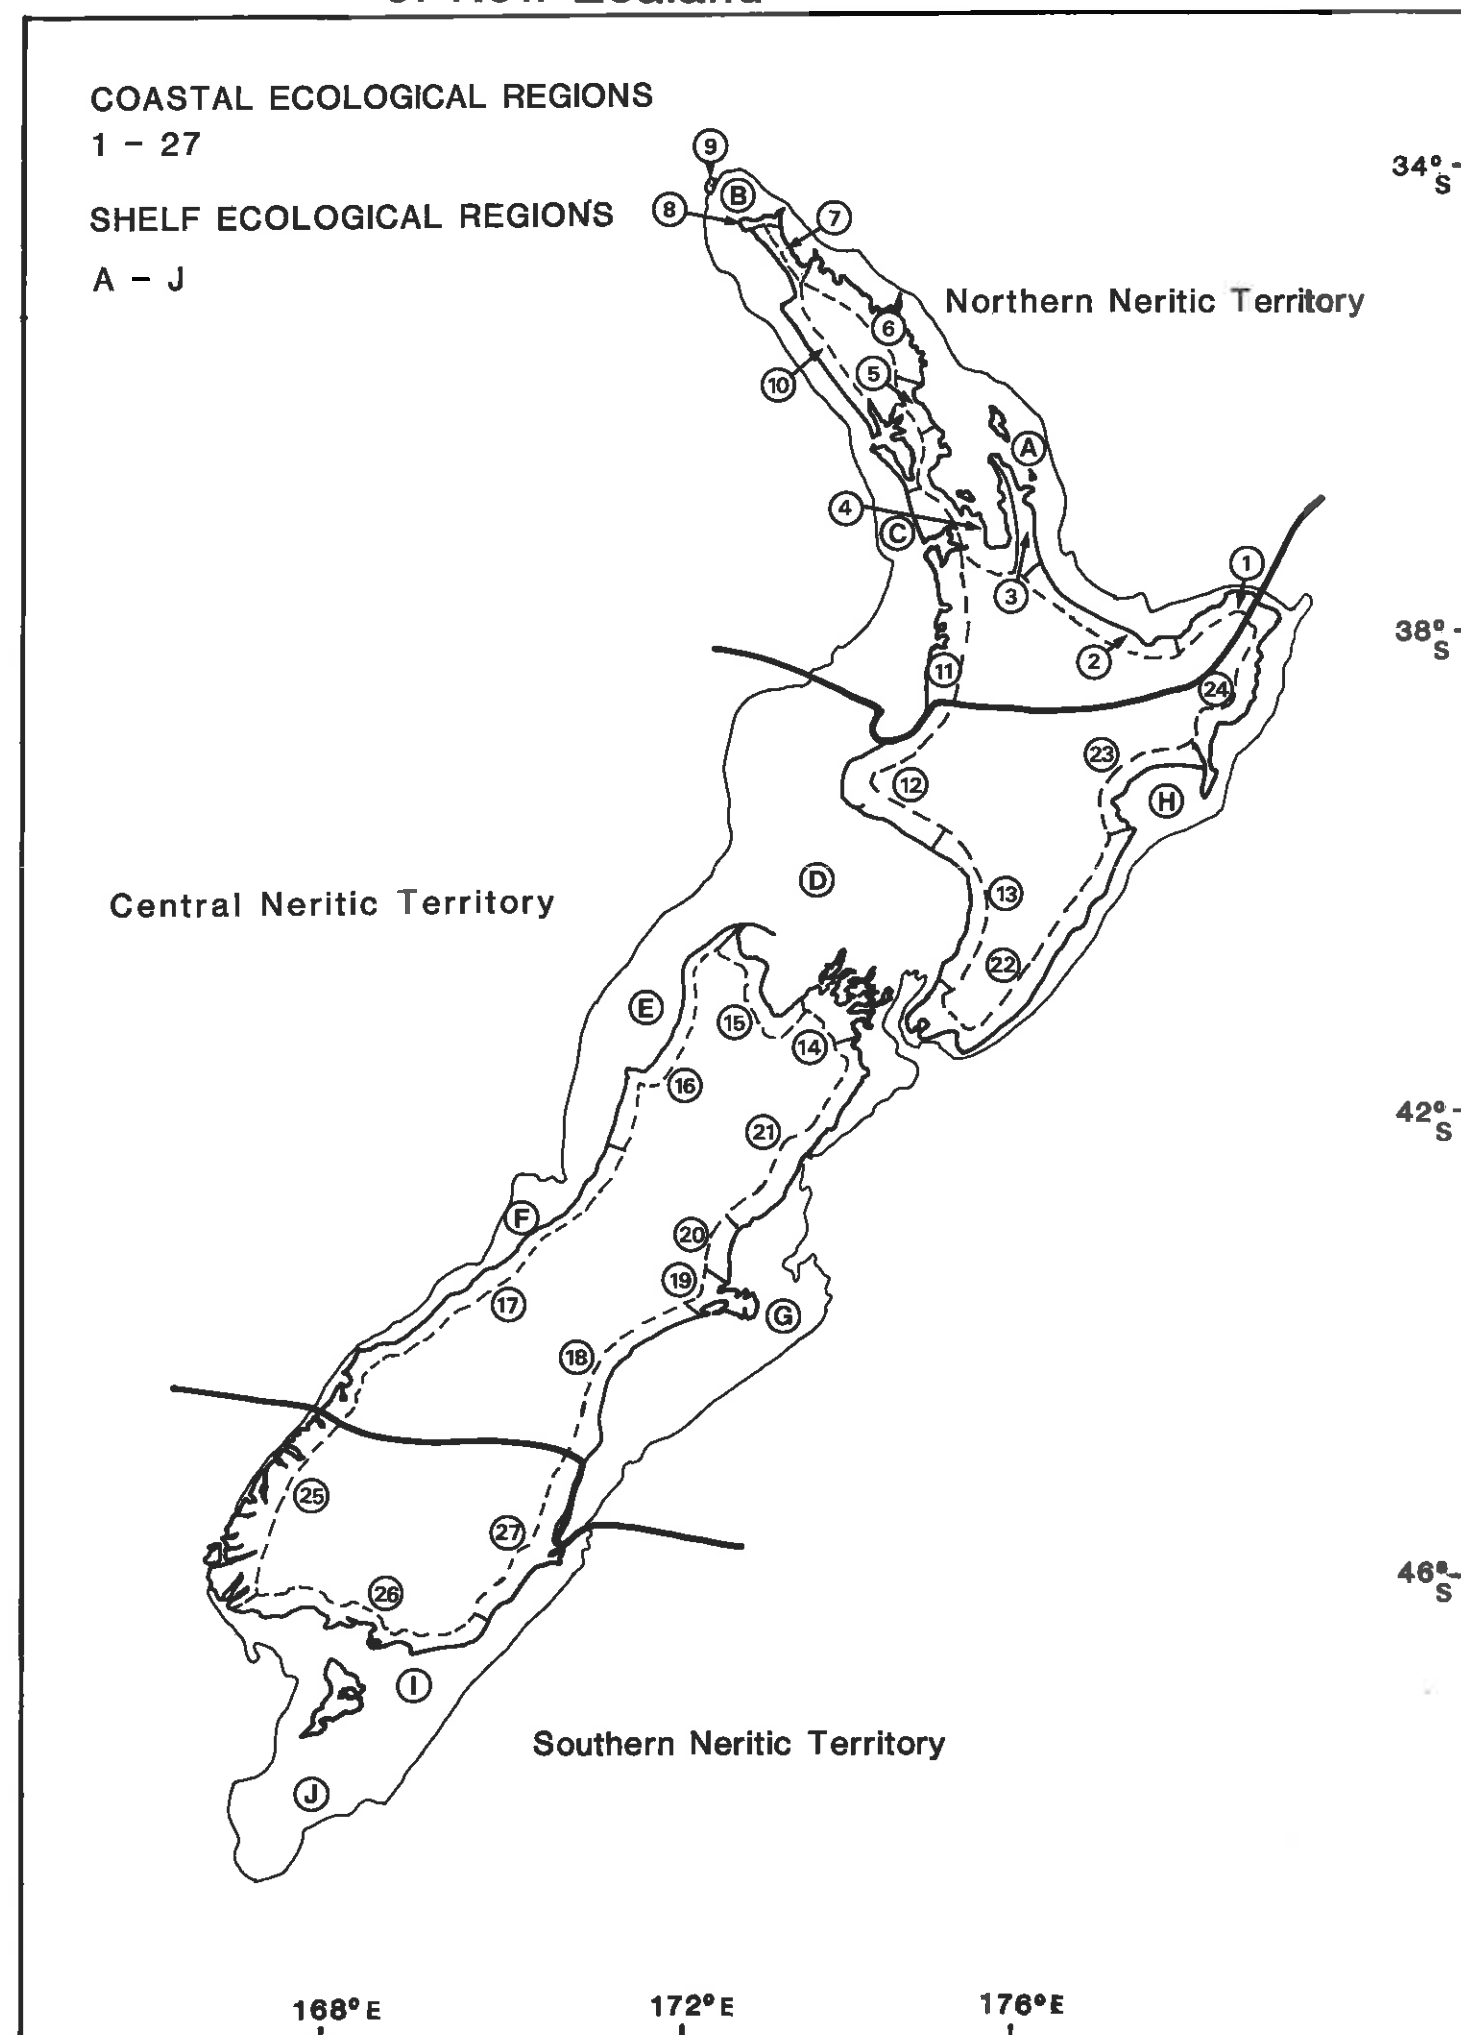 of New Zealand
COASTAL ECOLOGICAL REGIONS
1 - 27
SHELF ECOLOGICAL REGIONS
A - J
9
B
8
7
34° S
Northern Neritic Territory
6
10
5
A
4
C
1
3
38° S
2
11
24
23
12
H
D
13
Central Neritic Territory
22
E
15
14
16
42° S
21
F
20
19
17
G
18
25
27
46° S
26
I
Southern Neritic Territory
J
168° E
172° E
176° E